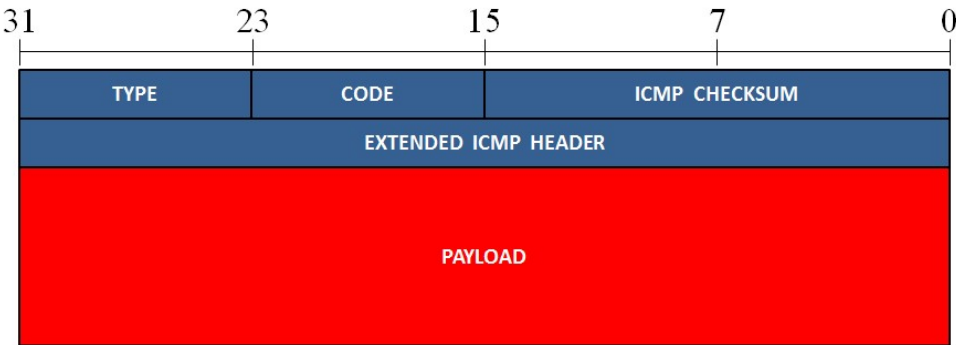 31 23 15 7 0
TYPE CODE ICMP CHECKSUM
EXTENDED ICMP HEADER
PAYLOAD